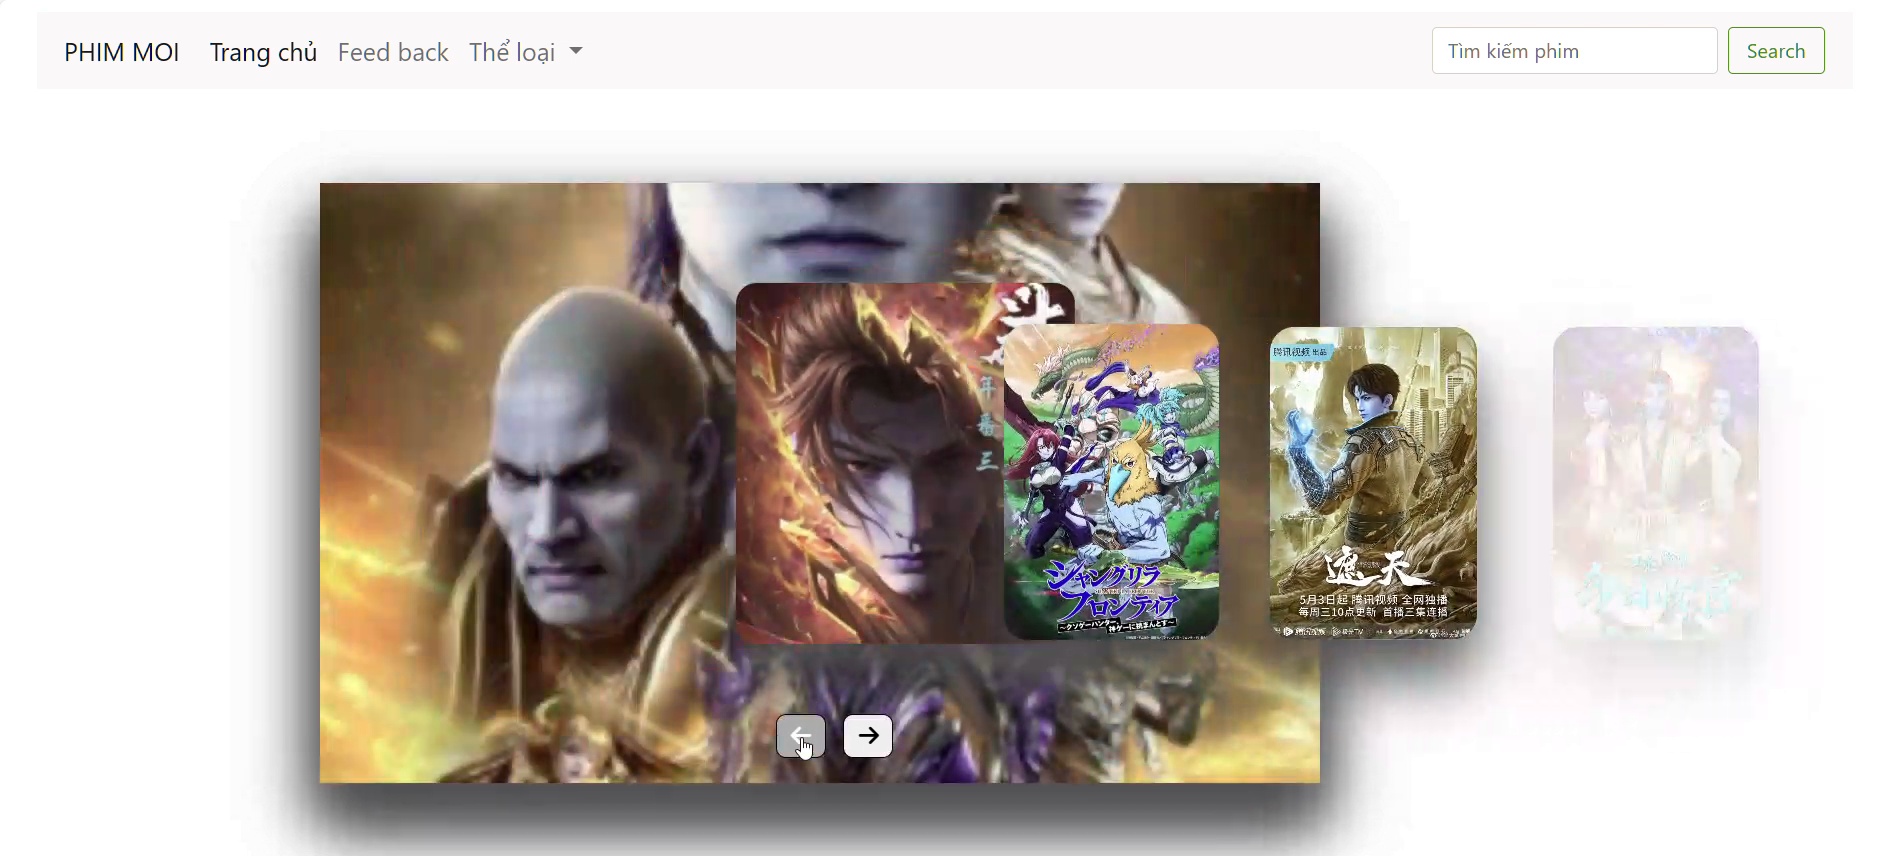 PHIM MOI Trang chủ Feed back Thể loại Tìm kiếm phim Search
年番三
シャングリラ
フロンティア
～クソゲーハンター、
神ゲーに挑まんとす～
腾讯视频 出品
遮天
5月3日起 腾讯视频 全网独播
每周三10点更新 首播三集连播
腾讯视频